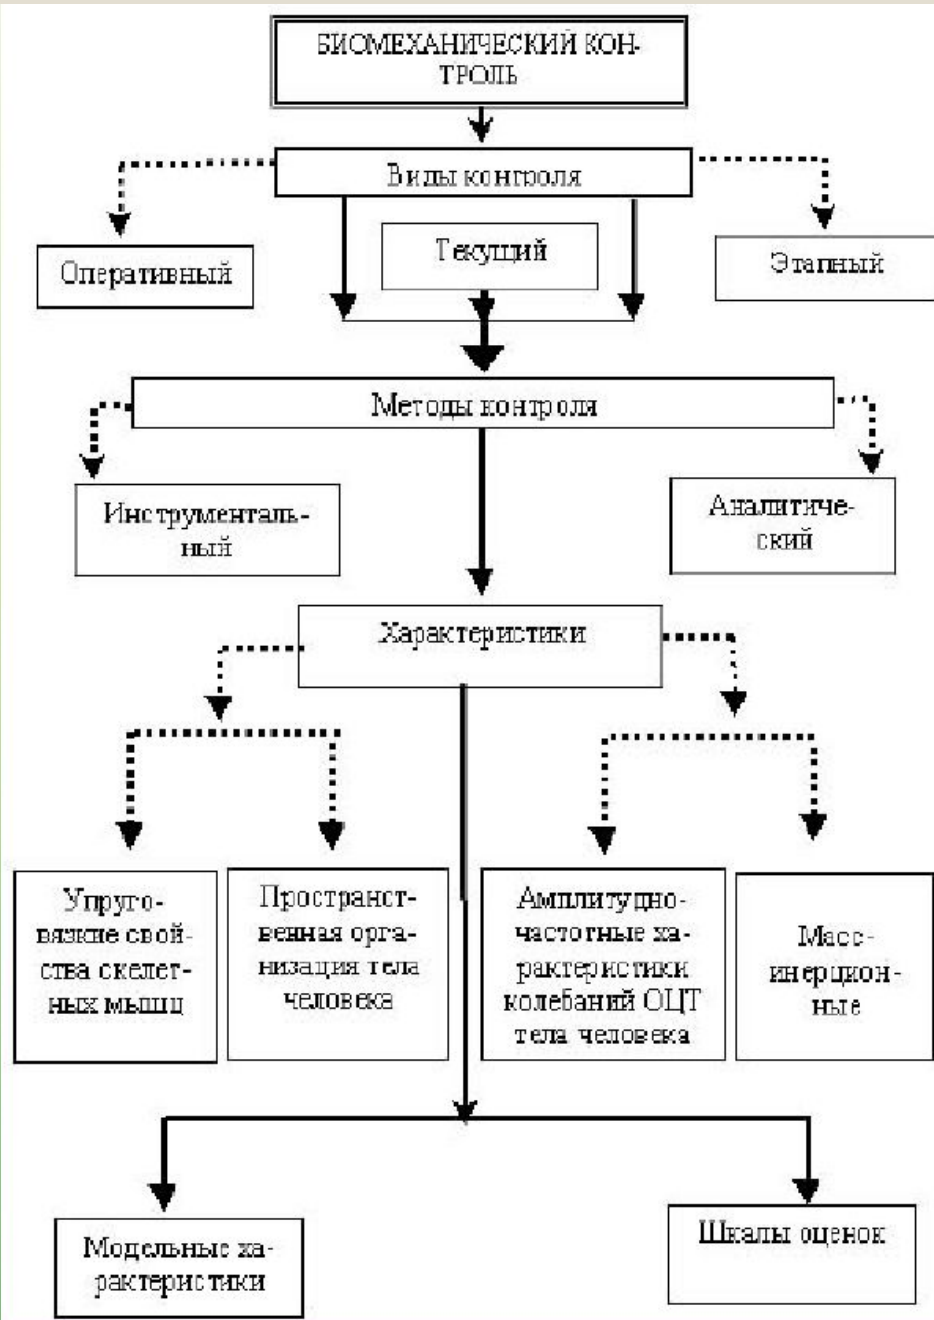 БИОМЕХАНИЧЕСКИЙ КОН-
ТРОЛЬ
Виды контроля
Оперативный
Текущий
Этапный
Методы контроля
Инструменталь-
ный
Аналитиче-
ский
Характеристики
Упруго-
вязкие свой-
ства скелет-
ных мышц
Пространст-
венная орга-
низация тела
человека
Амплитудно-
частотные ха-
рактеристики
колебаний ОЦТ
тела человека
Масс-
инерцион-
ные
Модельные ха-
рактеристики
Шкалы оценок